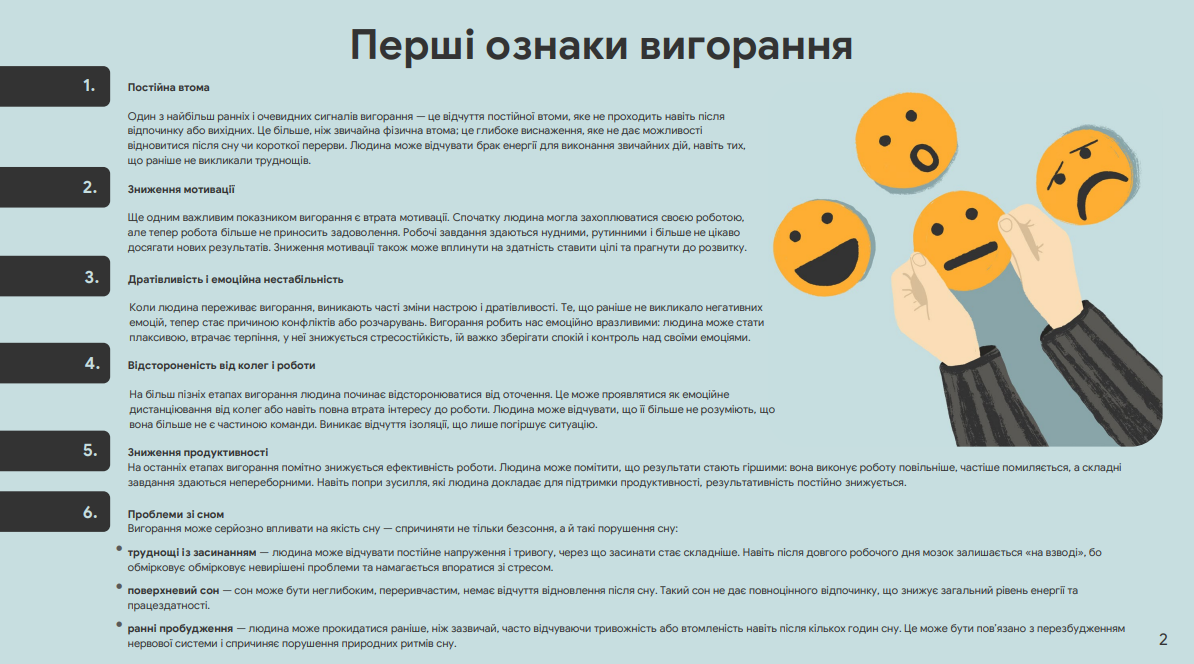 Перші ознаки вигорання
1.
Постійна втома
Один з найбільш ранніх і очевидних сигналів вигорання — це відчуття постійної втоми, яке не проходить навіть після
відпочинку або вихідних. Це більше, ніж звичайна фізична втома; це глибоке виснаження, яке не дає можливості
відновитися після сну чи короткої перерви. Людина може відчувати брак енергії для виконання звичайних дій, навіть тих,
що раніше не викликали труднощів.
2.
Зниження мотивації
Ще одним важливим показником вигорання є втрата мотивації. Спочатку людина могла захоплюватися своєю роботою,
але тепер робота більше не приносить задоволення. Робочі завдання здаються нудними, рутинними і більше не цікаво
досягати нових результатів. Зниження мотивації також може вплинути на здатність ставити цілі та прагнути до розвитку.
3.
Дратівливість і емоційна нестабільність
Коли людина переживає вигорання, виникають часті зміни настрою і дратівливості. Те, що раніше не викликало негативних
емоцій, тепер стає причиною конфліктів або розчарувань. Вигорання робить нас емоційно вразливими: людина може стати
плаксивою, втрачає терпіння, у неї знижується стресостійкість, їй важко зберігати спокій і контроль над своїми емоціями.
4.
Відстороненість від колег і роботи
На більш пізніх етапах вигорання людина починає відсторонюватися від оточення. Це може проявлятися як емоційне
дистанціювання від колег або навіть повна втрата інтересу до роботи. Людина може відчувати, що її більше не розуміють, що
вона більше не є частиною команди. Виникає відчуття ізоляції, що лише погіршує ситуацію.
5.
Зниження продуктивності
На останніх етапах вигорання помітно знижується ефективність роботи. Людина може помітити, що результати стають гіршими: вона виконує роботу повільніше, частіше помиляється, а складні
завдання здаються непереборними. Навіть попри зусилля, які людина докладає для підтримки продуктивності, результативність постійно знижується.
6.
Проблеми зі сном
Вигорання може серйозно впливати на якість сну — спричиняти не тільки безсоння, а й такі порушення сну:
• труднощі із засинанням — людина може відчувати постійне напруження і тривогу, через що засинати стає складніше. Навіть після довгого робочого дня мозок залишається «на взводі», бо
обмірковує обмірковує невирішені проблеми та намагається впоратися зі стресом.
• поверхневий сон — сон може бути неглибоким, переривчастим, немає відчуття відновлення після сну. Такий сон не дає повноцінного відпочинку, що знижує загальний рівень енергії та
працездатності.
• ранні пробудження — людина може прокидатися раніше, ніж зазвичай, часто відчуваючи тривожність або втомленість навіть після кількох годин сну. Це може бути пов'язано з перезбудженням
нервової системи і спричиняє порушення природних ритмів сну.
2